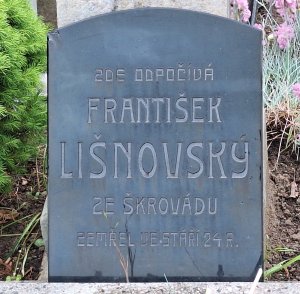 ZDE ODPOČÍVÁ
FRANTIŠEK
LIŠNOVSKÝ
ZE ŠKROVÁDU
ZEMŘEL VE STÁŘÍ 24 R.